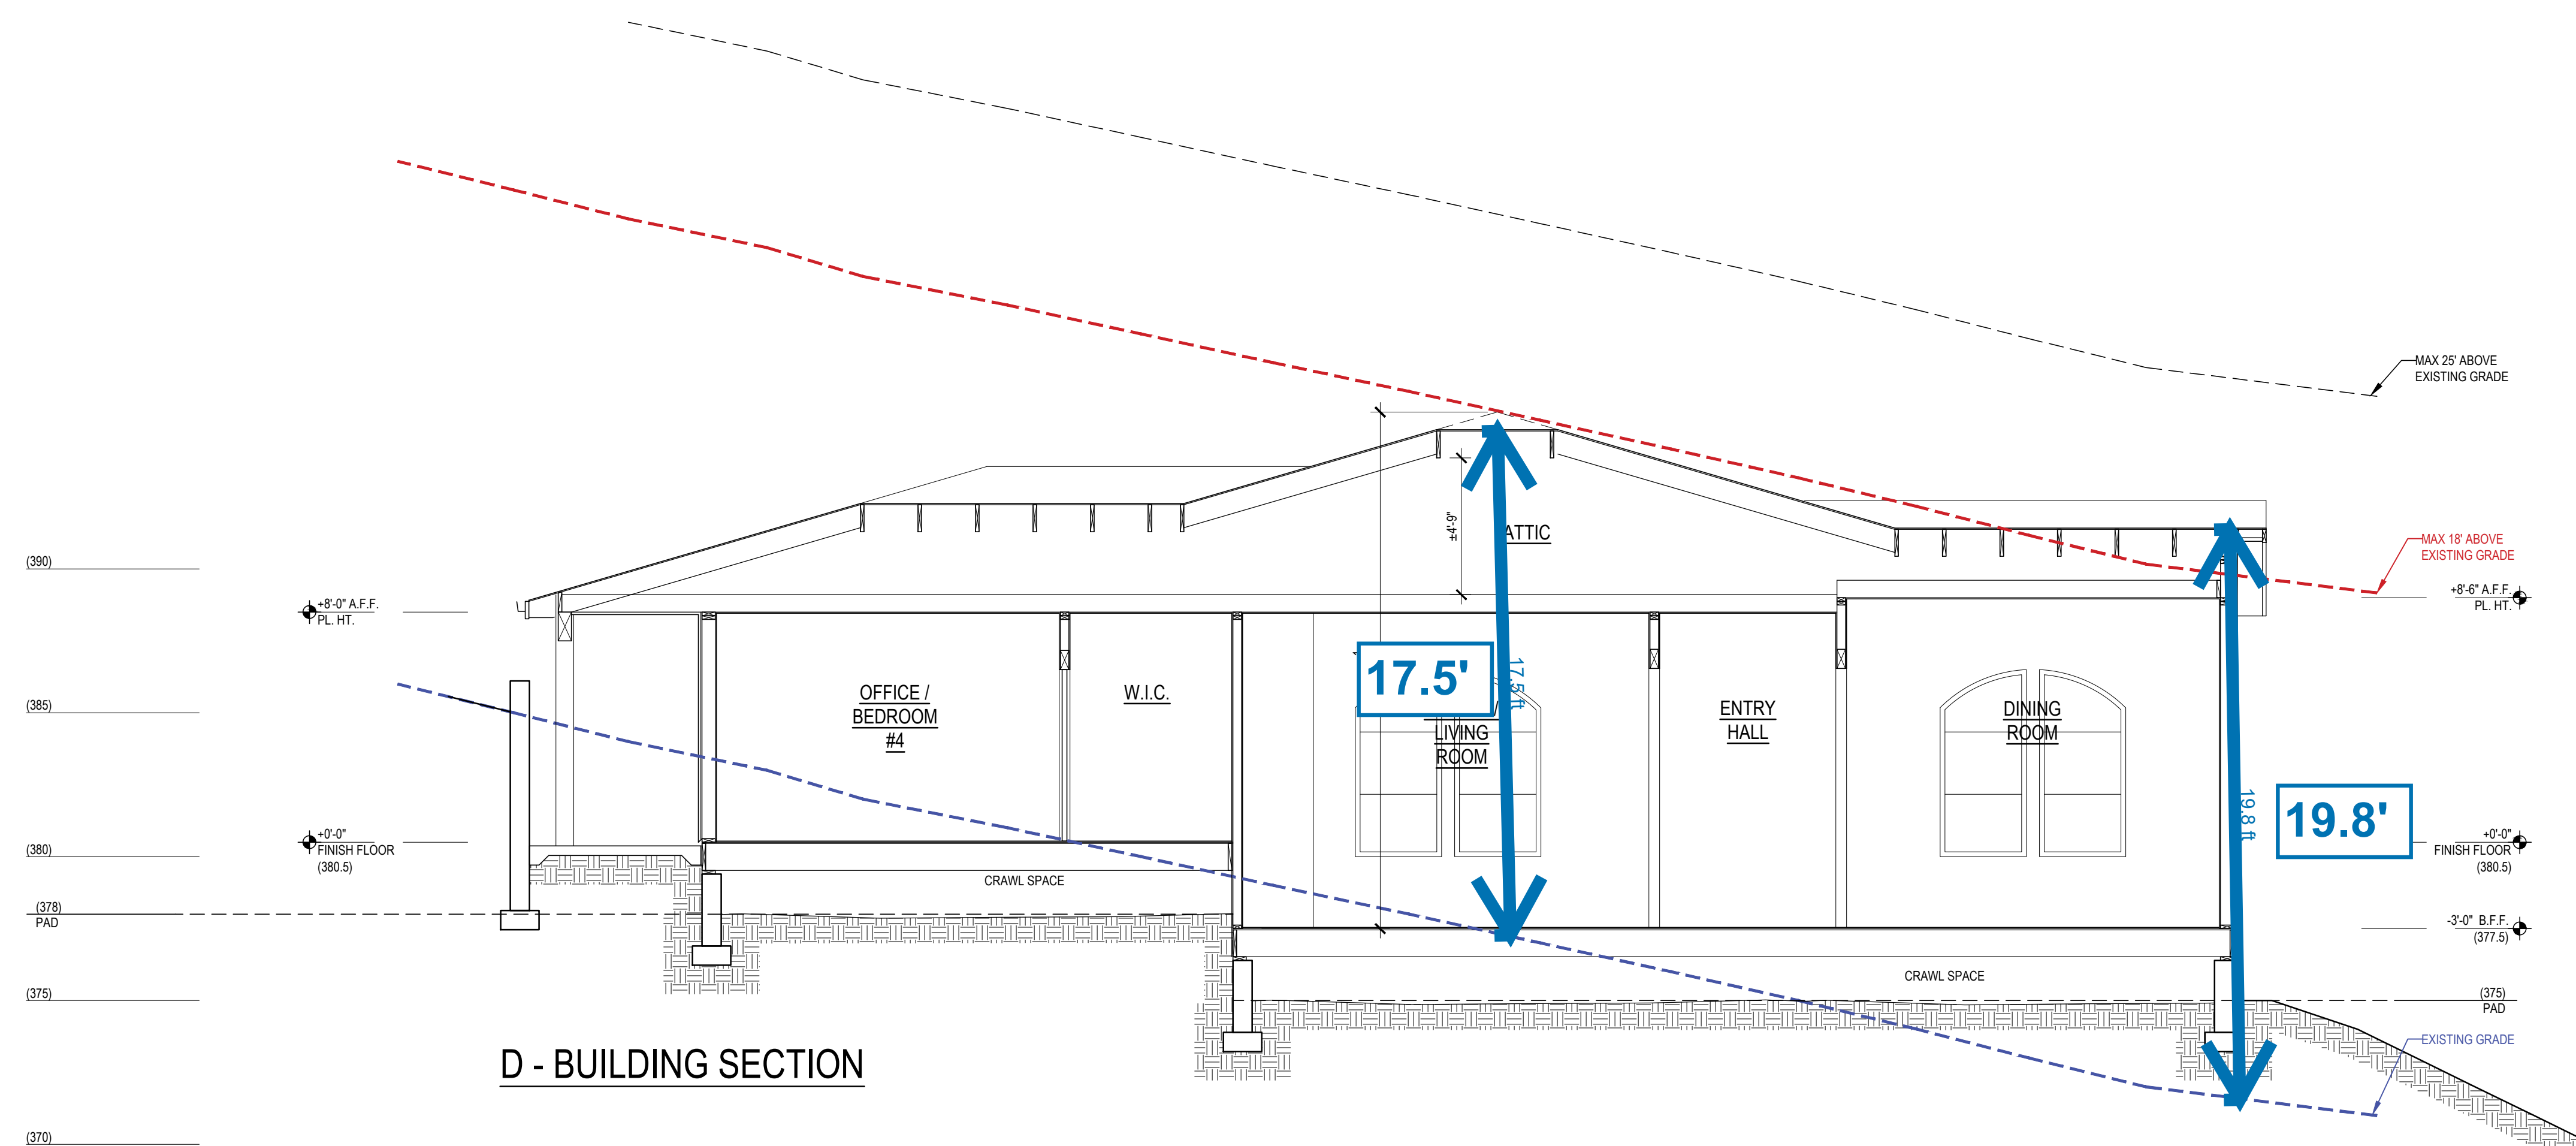 MAX 25' ABOVE
EXISTING GRADE
MAX 18' ABOVE
EXISTING GRADE
±4'-9"
ATTIC
(390)
+8'-0" A.F.F.
PL. HT.
+8'-6" A.F.F.
PL. HT.
17.5'
17.5 ft
OFFICE /
BEDROOM
#4
W.I.C.
/
LIVING
ROOM
ENTRY
HALL
DINING
ROOM
(385)
19.8 ft
19.8'
(380)
+0'-0"
FINISH FLOOR
(380.5)
+0'-0"
FINISH FLOOR
(380.5)
CRAWL SPACE
(378)
PAD
-3'-0" B.F.F.
(377.5)
CRAWL SPACE
(375)
(375)
PAD
EXISTING GRADE
D - BUILDING SECTION
(370)